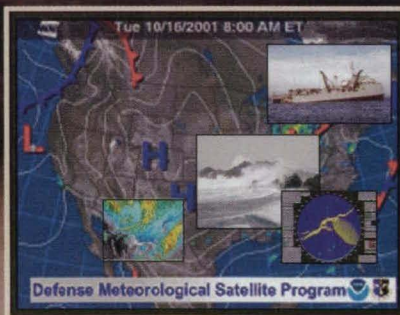 Tue 10/16/2001 8:00 AM ET
L
H
H
Defense Meteorological Satellite Program